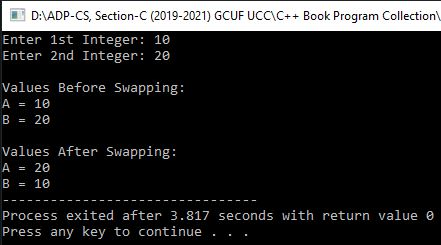 D:\ADP-CS, Section-C (2019-2021) GCUF UCC\C++ Book Program Collection\
Enter 1st Integer: 10
Enter 2nd Integer: 20
Values Before Swapping:
A = 10
B = 20
Values After Swapping:
A = 20
B = 10
--------------------------------
Process exited after 3.817 seconds with return value 0
Press any key to continue . . .